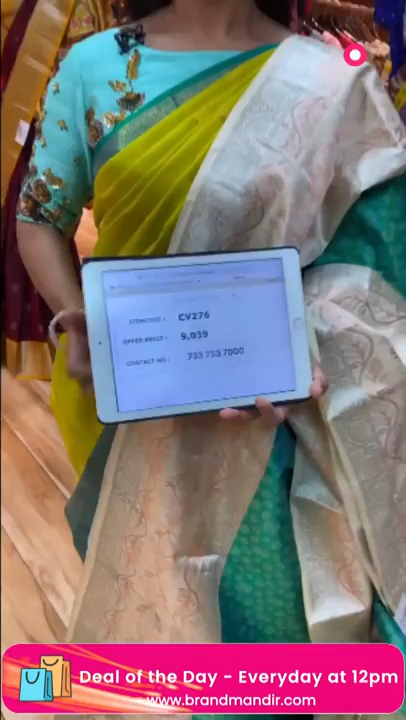 ITEM CODE : CV276
OFFER PRICE : 9,039
CONTACT NO : 733 733 7000
Deal of the Day - Everyday at 12pm
www.brandmandir.com